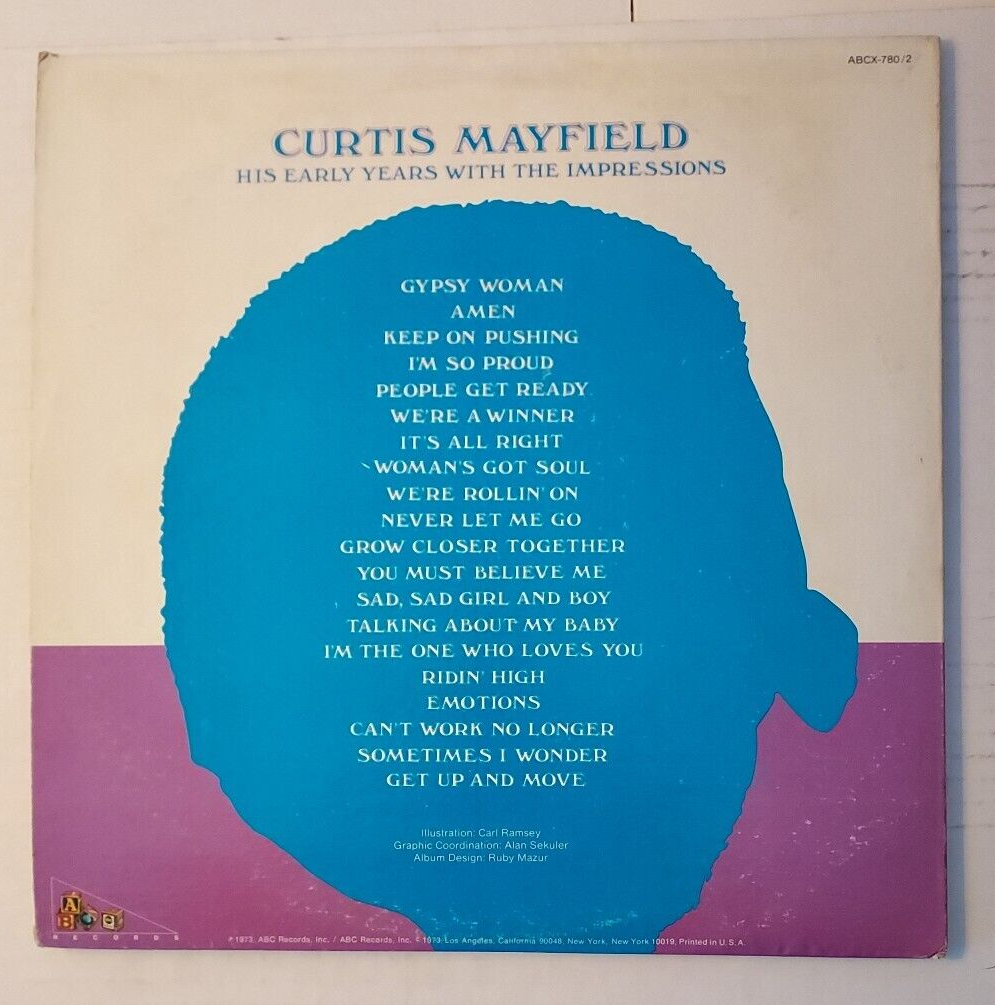 ABCX-780/2
CURTIS MAYFIELD
HIS EARLY YEARS WITH THE IMPRESSIONS
GYPSY WOMAN
AMEN
KEEP ON PUSHING
I'M SO PROUD
PEOPLE GET READY
WE'RE A WINNER
IT'S ALL RIGHT
WOMAN'S GOT SOUL
WE'RE ROLLIN' ON
NEVER LET ME GO
GROW CLOSER TOGETHER
YOU MUST BELIEVE ME
SAD, SAD GIRL AND BOY
TALKING ABOUT MY BABY
I'M THE ONE WHO LOVES YOU
RIDIN' HIGH
EMOTIONS
CAN'T WORK NO LONGER
SOMETIMES I WONDER
GET UP AND MOVE
Illustration: Carl Ramsey
Graphic Coordination: Alan Sekuler
Album Design: Ruby Mazur
A
B C
RECORDS
℗ 1973, ABC Records, Inc. / ABC Records, Inc. © 1973 Los Angeles, California 90048, New York, New York 10019, Printed in U.S.A.